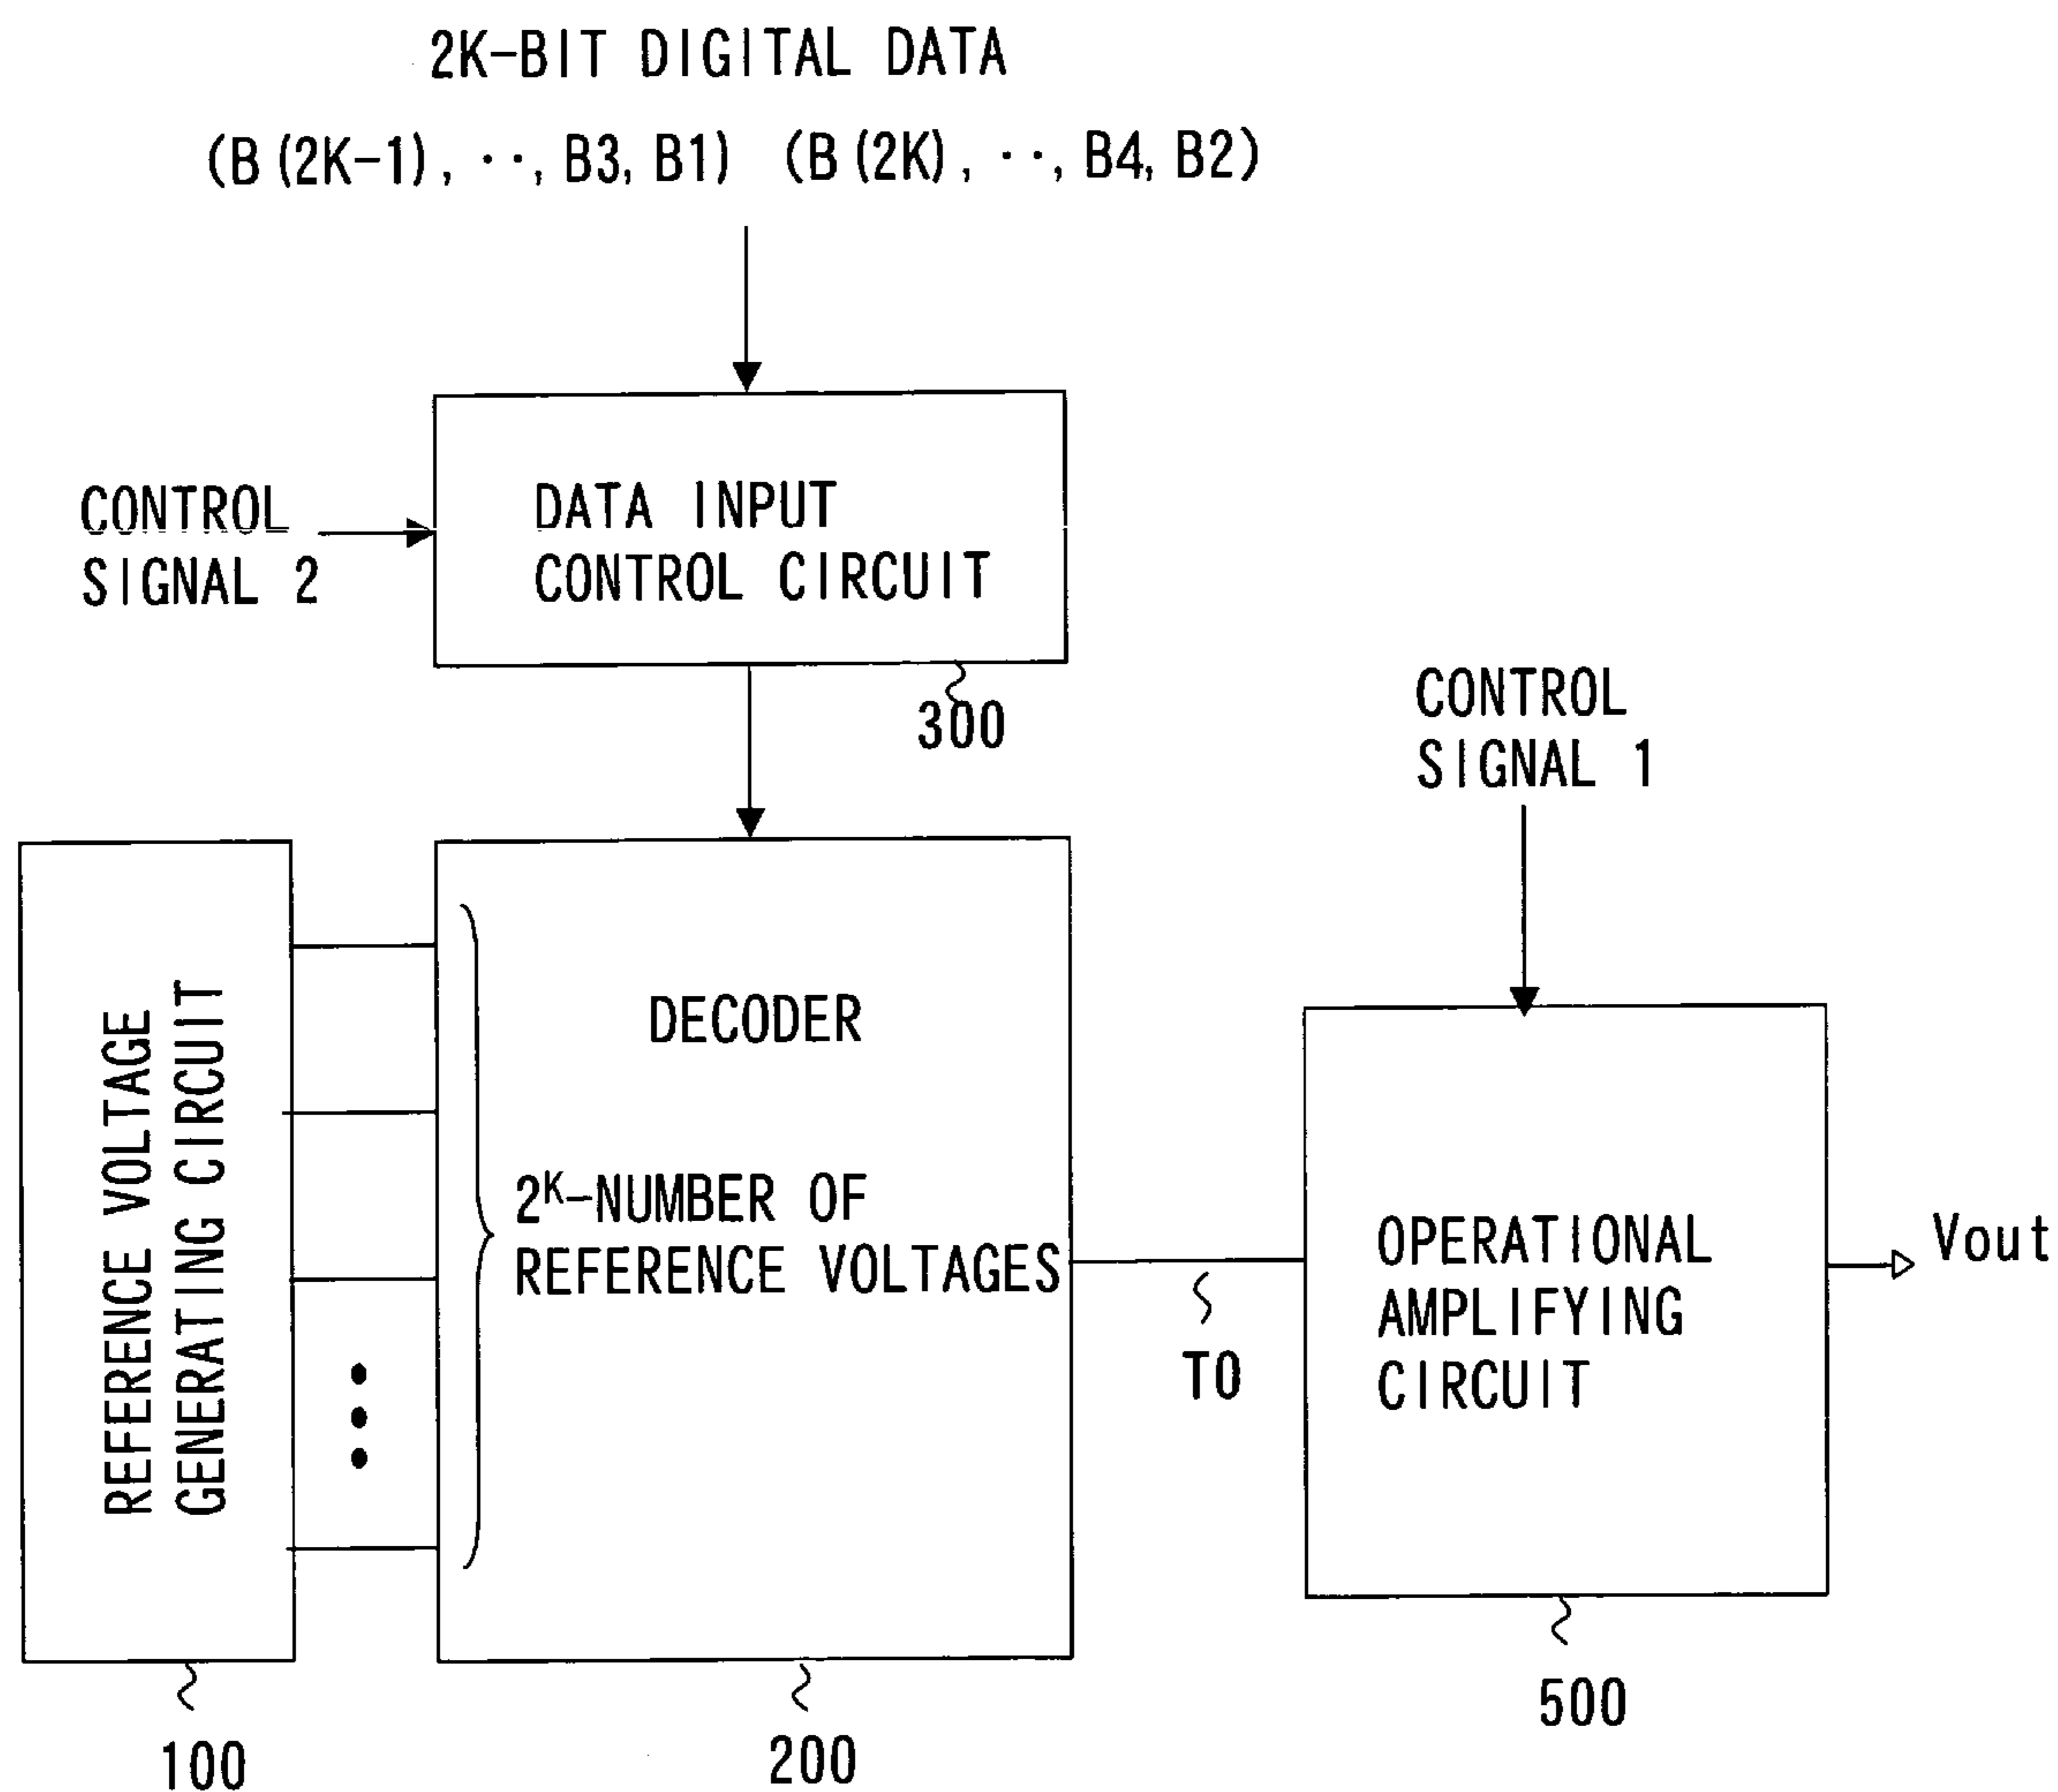 2K-BIT DIGITAL DATA
(B(2K-1), ··, B3, B1) (B(2K), ··, B4, B2)
CONTROL
SIGNAL 2
DATA INPUT
CONTROL CIRCUIT
300
CONTROL
SIGNAL 1
REFERENCE VOLTAGE
GENERATING CIRCUIT
DECODER
2ᴷ-NUMBER OF
REFERENCE VOLTAGES
T0
OPERATIONAL
AMPLIFYING
CIRCUIT
Vout
100
200
500